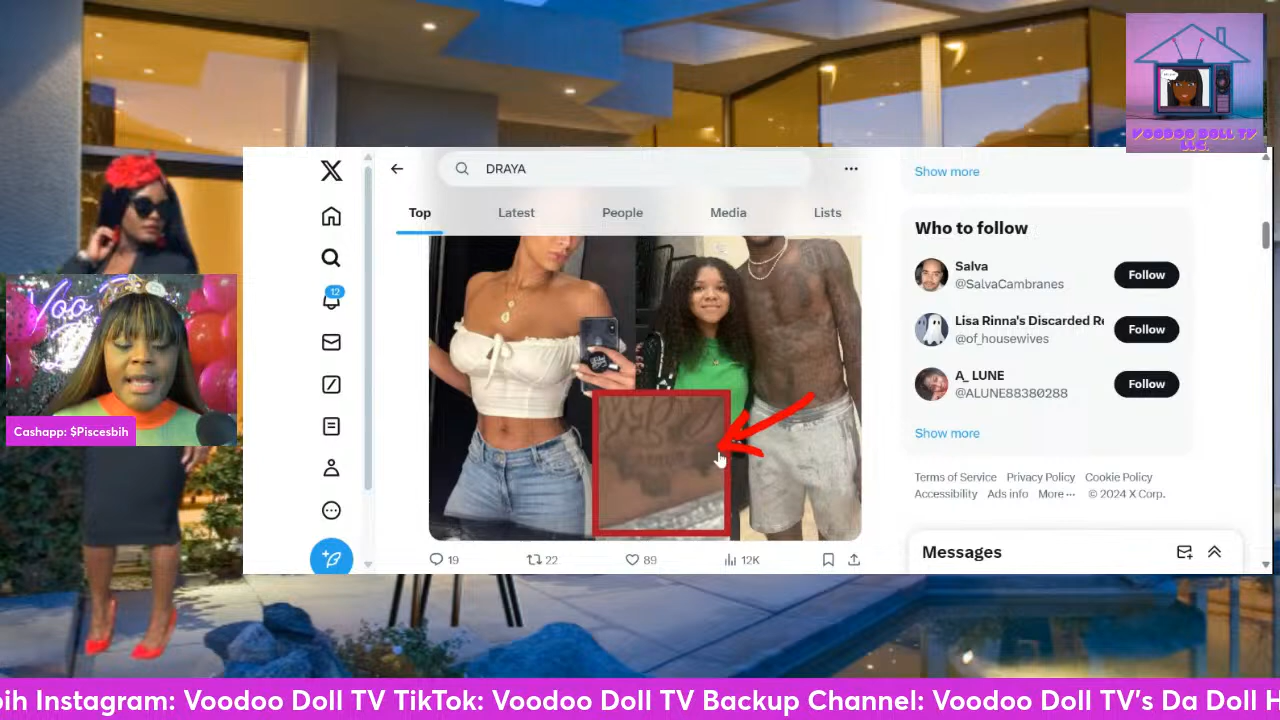 VOODOO DOLL TV
LLC.
DRAYA
Top Latest People Media Lists
Show more
Who to follow
Salva
@SalvaCambranes
Follow
12
Lisa Rinna's Discarded
@of_housewives
Follow
A_ LUNE
@ALUNE88380288
Follow
Show more
Terms of Service Privacy Policy Cookie Policy
Accessibility Ads info More ··· © 2024 X Corp.
Messages
19 22 89 12K
Cashapp: $Piscesbih
Instagram: Voodoo Doll TV TikTok: Voodoo Doll TV Backup Channel: Voodoo Doll TV's Da Doll